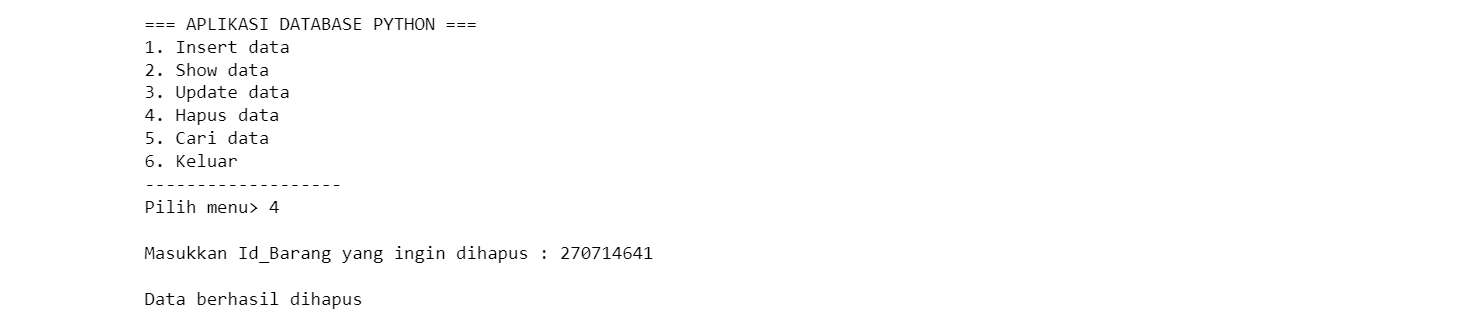 === APLIKASI DATABASE PYTHON ===
1. Insert data
2. Show data
3. Update data
4. Hapus data
5. Cari data
6. Keluar
-------------------
Pilih menu> 4
Masukkan Id_Barang yang ingin dihapus : 270714641
Data berhasil dihapus